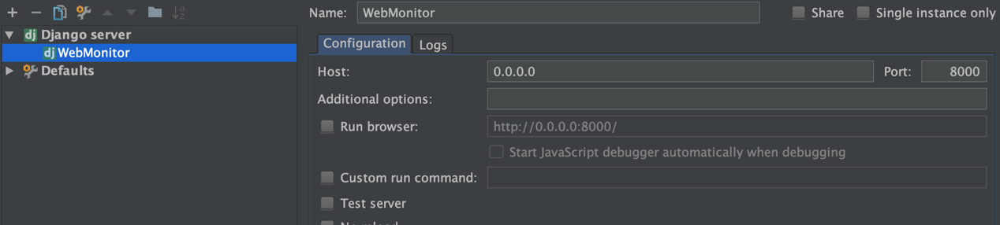 Name: WebMonitor Share Single instance only
dj Django server
dj WebMonitor
Defaults
Configuration Logs
Host: 0.0.0.0 Port: 8000
Additional options:
Run browser: http://0.0.0.0:8000/
Start JavaScript debugger automatically when debugging
Custom run command:
Test server